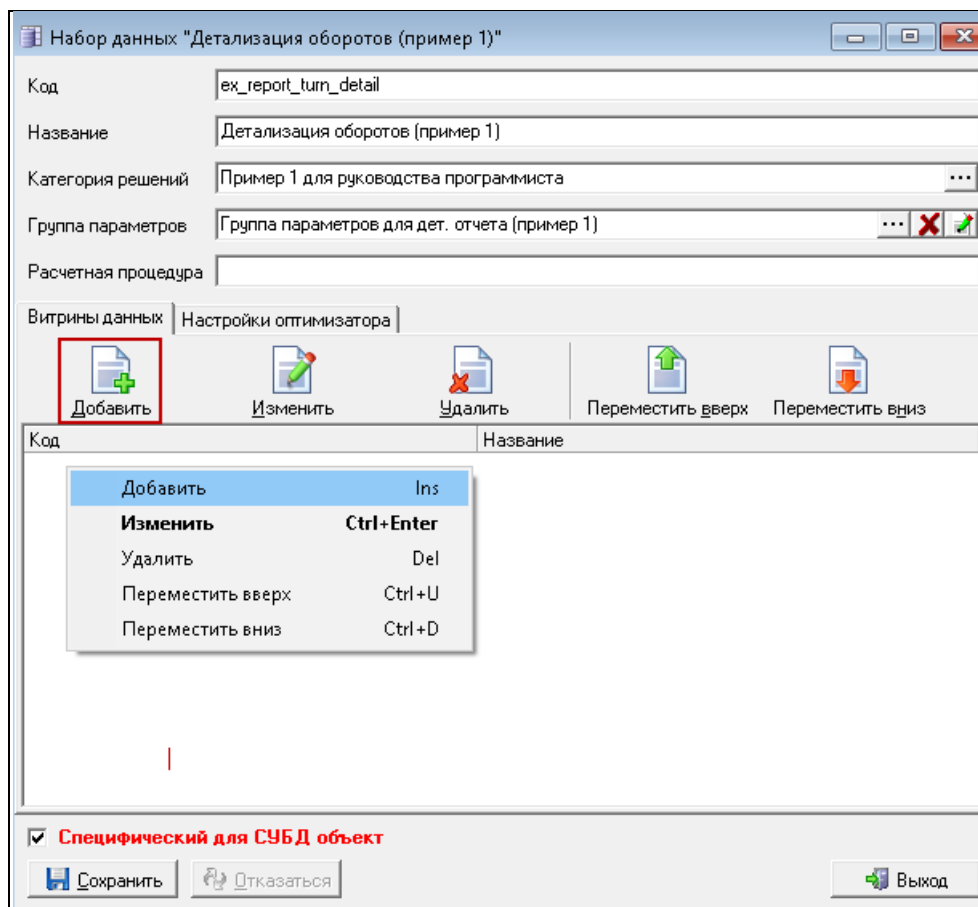 Набор данных "Детализация оборотов (пример 1)"
Код ex_report_turn_detail
Название Детализация оборотов (пример 1)
Категория решений Пример 1 для руководства программиста ...
Группа параметров Группа параметров для дет. отчета (пример 1) ...
Расчетная процедура
Витрины данных Настройки оптимизатора
Добавить Изменить Удалить Переместить вверх Переместить вниз
Код Название
Добавить Ins
Изменить Ctrl+Enter
Удалить Del
Переместить вверх Ctrl+U
Переместить вниз Ctrl+D
Специфический для СУБД объект
Сохранить Отказаться Выход